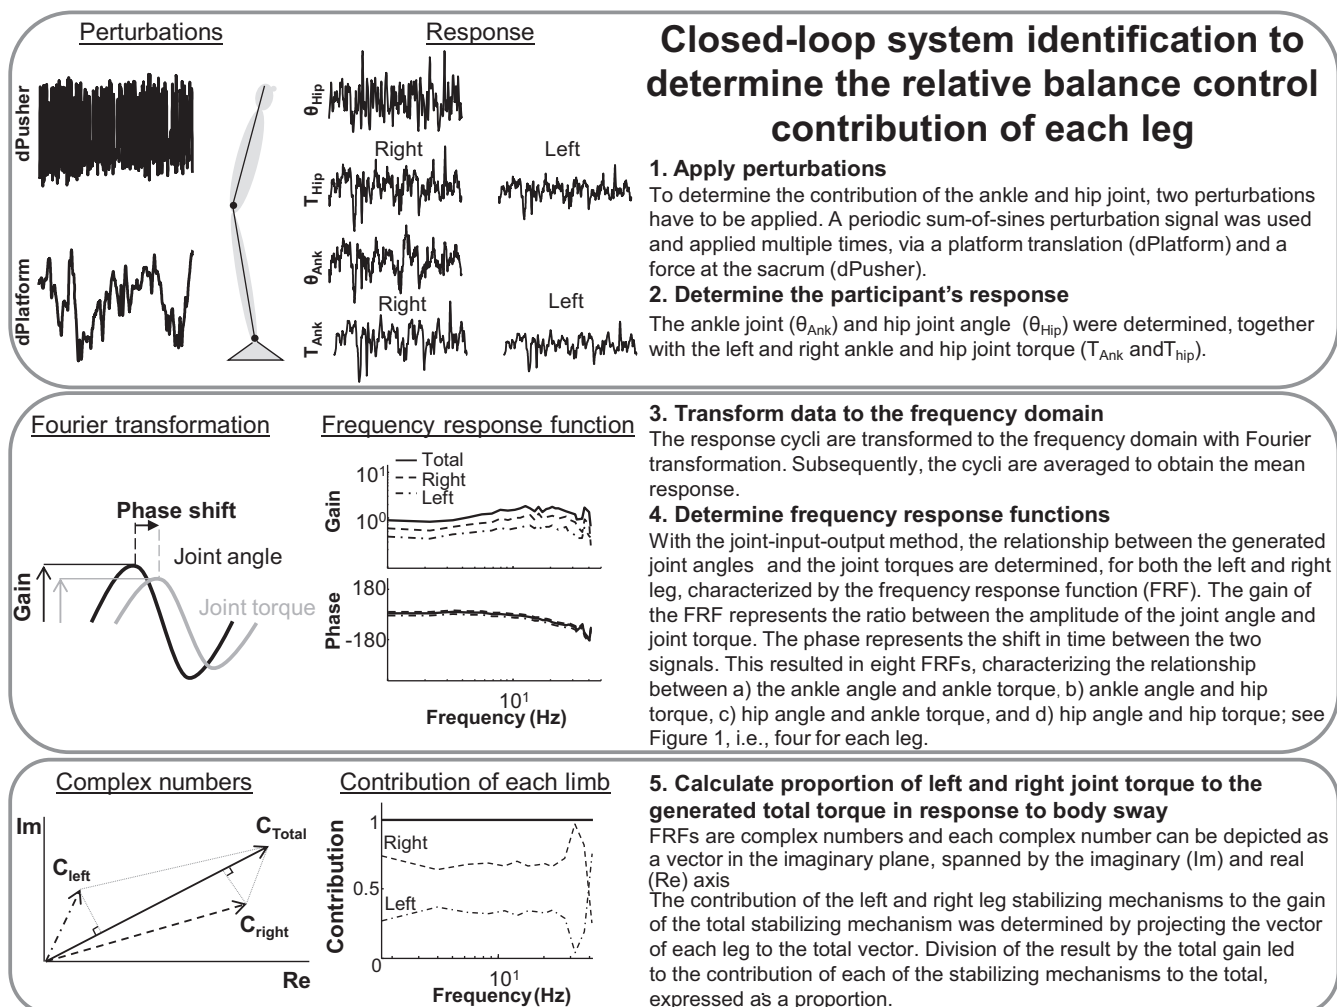 Perturbations
Response
dPusher
dPlatform
θHip
Right
Left
THip
θAnk
Right
Left
TAnk
Closed-loop system identification to
determine the relative balance control
contribution of each leg
1. Apply perturbations
To determine the contribution of the ankle and hip joint, two perturbations
have to be applied. A periodic sum-of-sines perturbation signal was used
and applied multiple times, via a platform translation (dPlatform) and a
force at the sacrum (dPusher).
2. Determine the participant's response
The ankle joint (θAnk) and hip joint angle (θHip) were determined, together
with the left and right ankle and hip joint torque (TAnk andThip).
Fourier transformation
Phase shift
Joint angle
Gain
Joint torque
Frequency response function
Total
Right
Left
10¹
10⁰
Gain
180
-180
Phase
10¹
Frequency (Hz)
3. Transform data to the frequency domain
The response cycli are transformed to the frequency domain with Fourier
transformation. Subsequently, the cycli are averaged to obtain the mean
response.
4. Determine frequency response functions
With the joint-input-output method, the relationship between the generated
joint angles and the joint torques are determined, for both the left and right
leg, characterized by the frequency response function (FRF). The gain of
the FRF represents the ratio between the amplitude of the joint angle and
joint torque. The phase represents the shift in time between the two
signals. This resulted in eight FRFs, characterizing the relationship
between a) the ankle angle and ankle torque, b) ankle angle and hip
torque, c) hip angle and ankle torque, and d) hip angle and hip torque; see
Figure 1, i.e., four for each leg.
Complex numbers
Im
CTotal
Cleft
Cright
Re
Contribution of each limb
1
Right
0.5
Left
0
Contribution
10¹
Frequency (Hz)
5. Calculate proportion of left and right joint torque to the
generated total torque in response to body sway
FRFs are complex numbers and each complex number can be depicted as
a vector in the imaginary plane, spanned by the imaginary (Im) and real
(Re) axis
The contribution of the left and right leg stabilizing mechanisms to the gain
of the total stabilizing mechanism was determined by projecting the vector
of each leg to the total vector. Division of the result by the total gain led
to the contribution of each of the stabilizing mechanisms to the total,
expressed as a proportion.